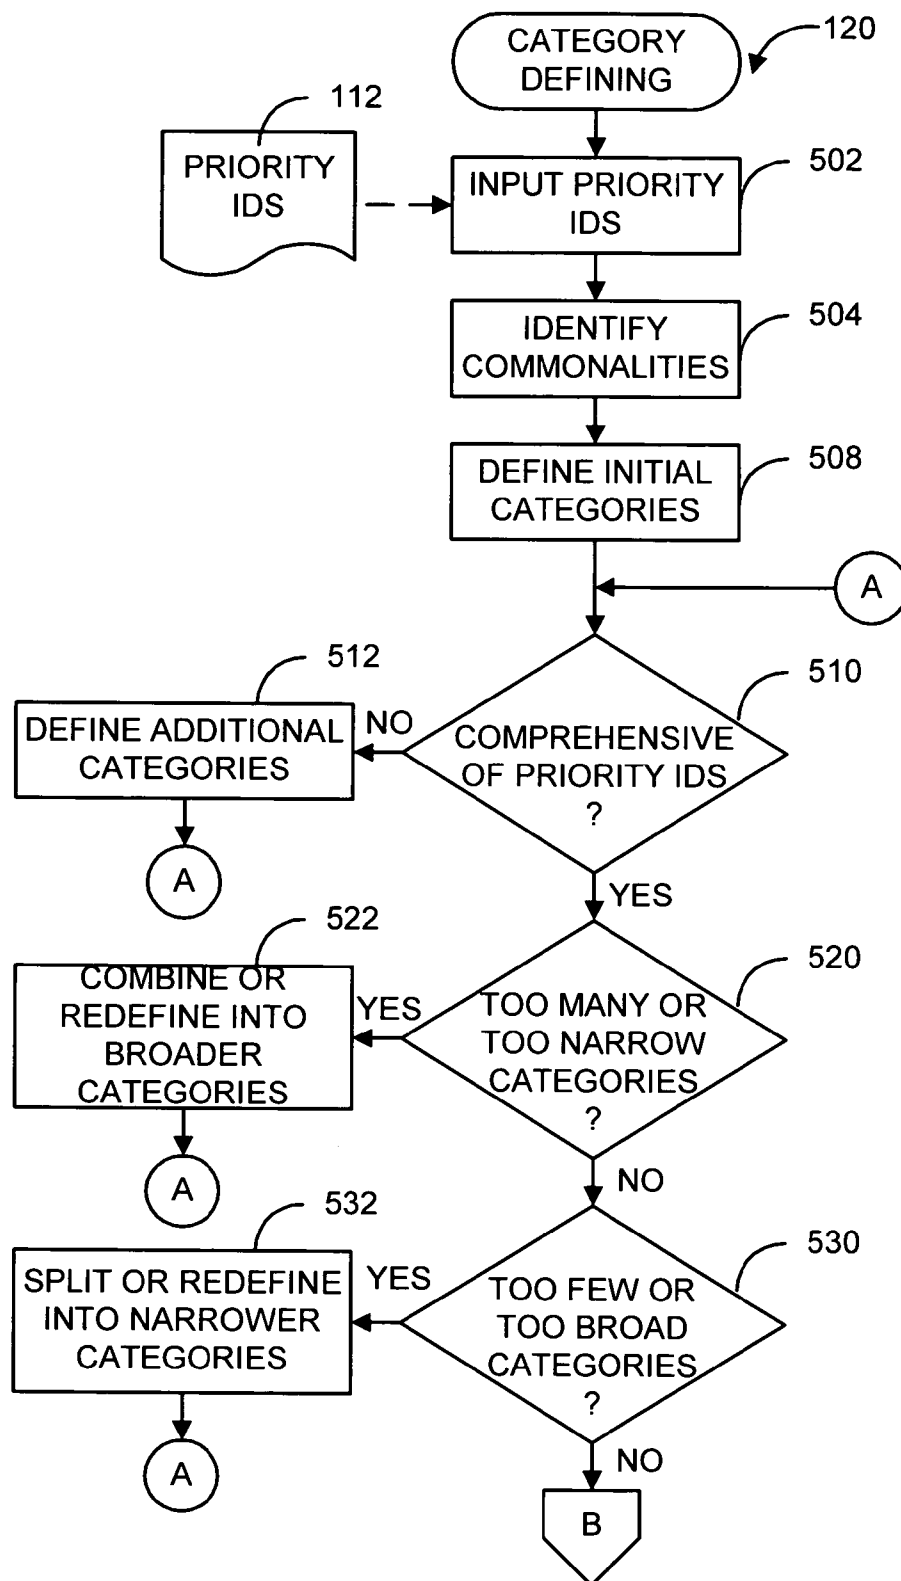 CATEGORY
DEFINING
120
112
PRIORITY
IDS
INPUT PRIORITY
IDS
502
IDENTIFY
COMMONALITIES
504
DEFINE INITIAL
CATEGORIES
508
A
COMPREHENSIVE
OF PRIORITY IDS
?
510
NO
512
DEFINE ADDITIONAL
CATEGORIES
A
YES
TOO MANY OR
TOO NARROW
CATEGORIES
?
520
YES
522
COMBINE OR
REDEFINE INTO
BROADER
CATEGORIES
A
NO
TOO FEW OR
TOO BROAD
CATEGORIES
?
530
YES
532
SPLIT OR REDEFINE
INTO NARROWER
CATEGORIES
A
NO
B